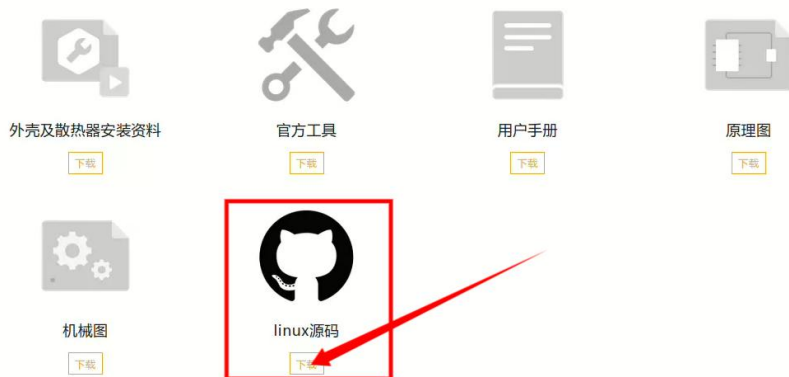 外壳及散热器安装资料
官方工具
用户手册
原理图
下载
下载
下载
下载
机械图
linux源码
下载
下载